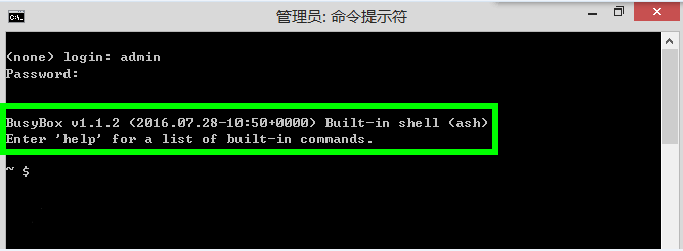 管理员: 命令提示符
(none) login: admin
Password:
BusyBox v1.1.2 (2016.07.28-10:50+0000) Built-in shell (ash)
Enter 'help' for a list of built-in commands.
~ $